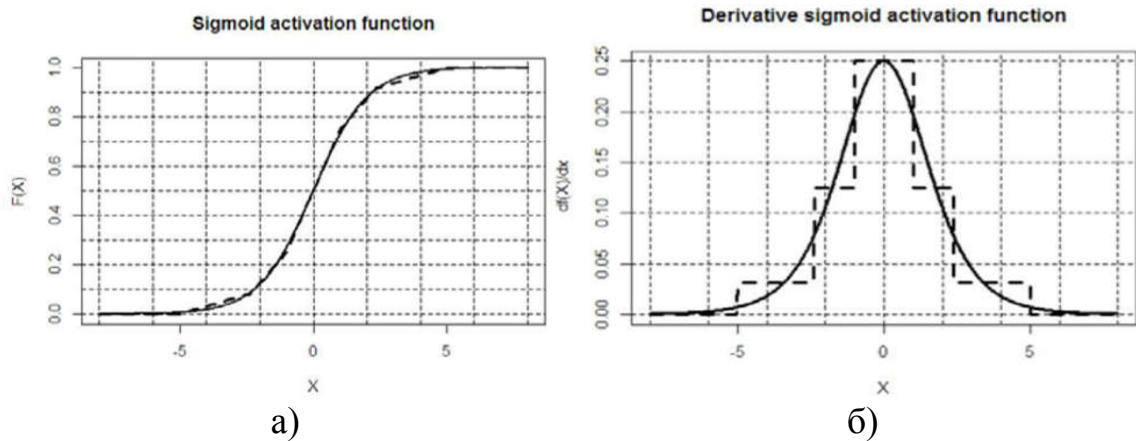 Sigmoid activation function
F(X)
1.0
0.8
0.6
0.4
0.2
0.0
-5 0 5
X
а)
Derivative sigmoid activation function
df(X)/dx
0.25
0.20
0.15
0.10
0.05
0.00
-5 0 5
X
б)